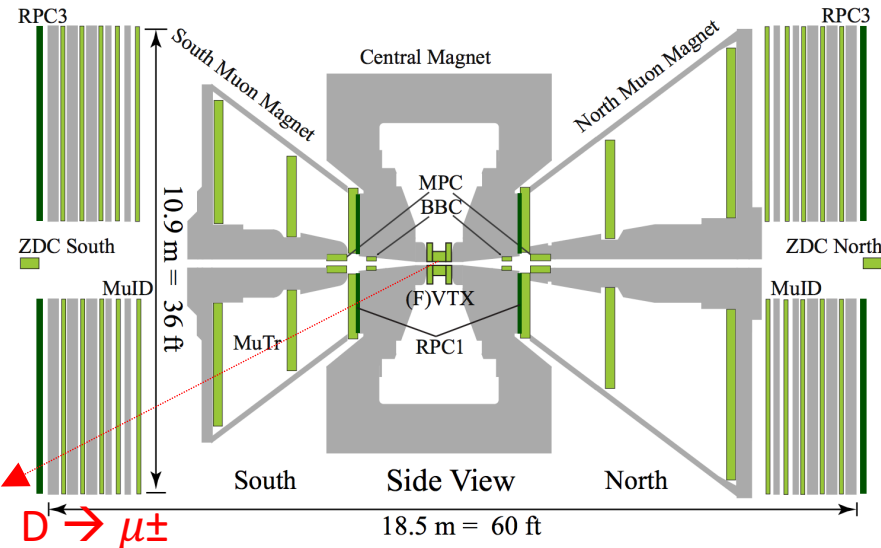 RPC3
South Muon Magnet
Central Magnet
North Muon Magnet
RPC3
10.9 m = 36 ft
MPC
BBC
ZDC South
ZDC North
MuID
(F)VTX
MuID
MuTr
RPC1
South
Side View
North
D → μ±
18.5 m = 60 ft